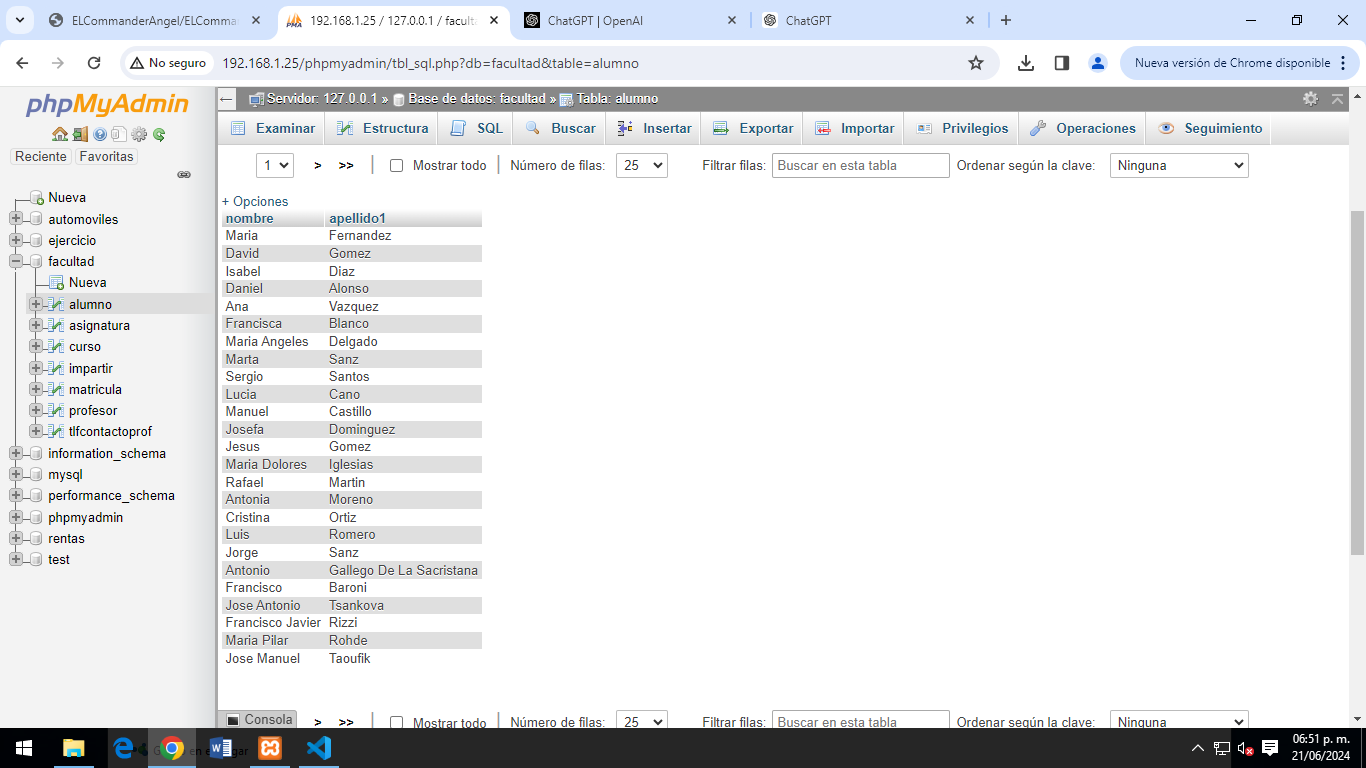 ELCommanderAngel/ELComma
192.168.1.25 / 127.0.0.1 / faculta
ChatGPT | OpenAI
ChatGPT
No seguro
192.168.1.25/phpmyadmin/tbl_sql.php?db=facultad&table=alumno
Nueva versión de Chrome disponible
phpMyAdmin
Reciente Favoritas
Nueva
automoviles
ejercicio
facultad
Nueva
alumno
asignatura
curso
impartir
matricula
profesor
tlfcontactoprof
information_schema
mysql
performance_schema
phpmyadmin
rentas
test
Servidor: 127.0.0.1 » Base de datos: facultad » Tabla: alumno
Examinar Estructura SQL Buscar Insertar Exportar Importar Privilegios Operaciones Seguimiento
1 > >> Mostrar todo Número de filas: 25 Filtrar filas: Buscar en esta tabla Ordenar según la clave: Ninguna
+ Opciones
nombre apellido1
Maria Fernandez
David Gomez
Isabel Diaz
Daniel Alonso
Ana Vazquez
Francisca Blanco
Maria Angeles Delgado
Marta Sanz
Sergio Santos
Lucia Cano
Manuel Castillo
Josefa Dominguez
Jesus Gomez
Maria Dolores Iglesias
Rafael Martin
Antonia Moreno
Cristina Ortiz
Luis Romero
Jorge Sanz
Antonio Gallego De La Sacristana
Francisco Baroni
Jose Antonio Tsankova
Francisco Javier Rizzi
Maria Pilar Rohde
Jose Manuel Taoufik
Consola > >> Mostrar todo Número de filas: 25 Filtrar filas: Buscar en esta tabla Ordenar según la clave: Ninguna
06:51 p. m.
21/06/2024